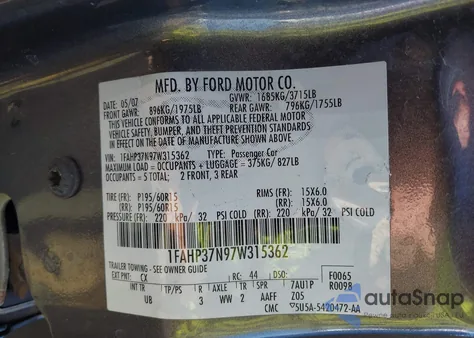 MFD. BY FORD MOTOR CO.
DATE: 05/07 GVWR: 1685KG/3715LB
FRONT GAWR: 896KG/1975LB REAR GAWR: 796KG/1755LB
THIS VEHICLE CONFORMS TO ALL APPLICABLE FEDERAL MOTOR
VEHICLE SAFETY, BUMPER, AND THEFT PREVENTION STANDARDS
IN EFFECT ON THE DATE OF MANUFACTURE SHOWN ABOVE.
VIN: 1FAHP37N97W315362 TYPE: Passenger Car
MAXIMUM LOAD = OCCUPANTS + LUGGAGE = 375KG/ 827LB
OCCUPANTS = 5 TOTAL: 2 FRONT, 3 REAR
TIRE (FR): P195/60R15 RIMS (FR): 15X6.0
(RR): P195/60R15 (RR): 15X6.0
PRESSURE (FR): 220 kPa/ 32 PSI COLD (RR): 220 kPa/ 32 PSI COLD
1FAHP37N97W315362
TRAILER TOWING - SEE OWNER GUIDE
EXT PNT: CX RC: 44 DSO: F0065
INT TR TP/PS R AXLE TR SPR 7AU1P R0098
UB 3 WW 2 AAFF Z05
CMC 5U5A-5420472-AA
autoSnap